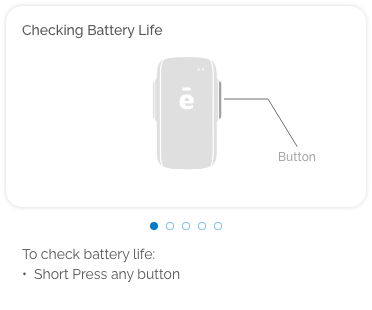 Checking Battery Life
ē
Button
To check battery life:
• Short Press any button